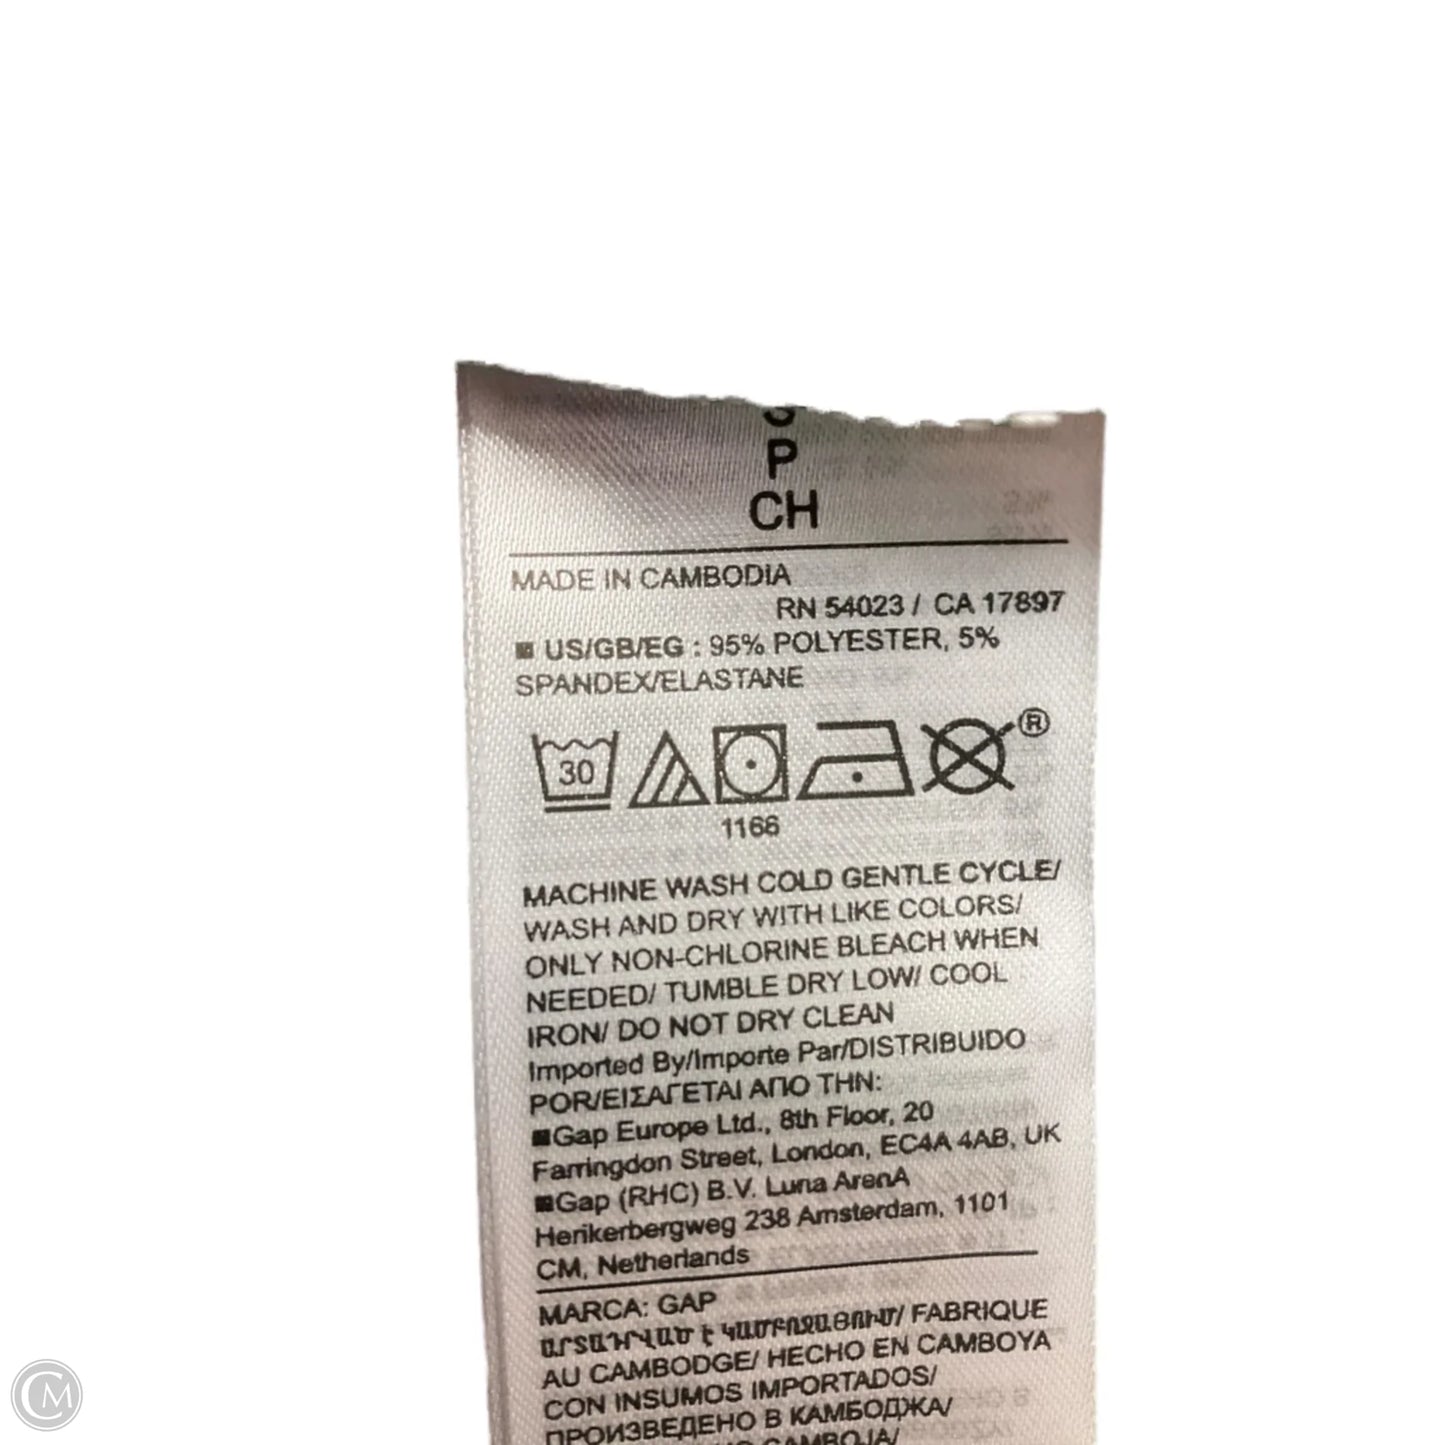 P
CH
MADE IN CAMBODIA
RN 54023 / CA 17897
■ US/GB/EG : 95% POLYESTER, 5%
SPANDEX/ELASTANE
30
®
1166
MACHINE WASH COLD GENTLE CYCLE/
WASH AND DRY WITH LIKE COLORS/
ONLY NON-CHLORINE BLEACH WHEN
NEEDED/ TUMBLE DRY LOW/ COOL
IRON/ DO NOT DRY CLEAN
Imported By/Importe Par/DISTRIBUIDO
POR/ΕΙΣΑΓΕΤΑΙ ΑΠΟ ΤΗΝ:
■Gap Europe Ltd., 8th Floor, 20
Farringdon Street, London, EC4A 4AB, UK
■Gap (RHC) B.V. Luna ArenA
Herikerbergweg 238 Amsterdam, 1101
CM, Netherlands
MARCA: GAP
ԱՐՏԱԴՐՎԱԾ Է ԿԱՄԲՈՋԱՅՈՒՄ/ FABRIQUE
AU CAMBODGE/ HECHO EN CAMBOYA
CON INSUMOS IMPORTADOS/
ПРОИЗВЕДЕНО В КАМБОДЖА/
CAMBOJA/
CM